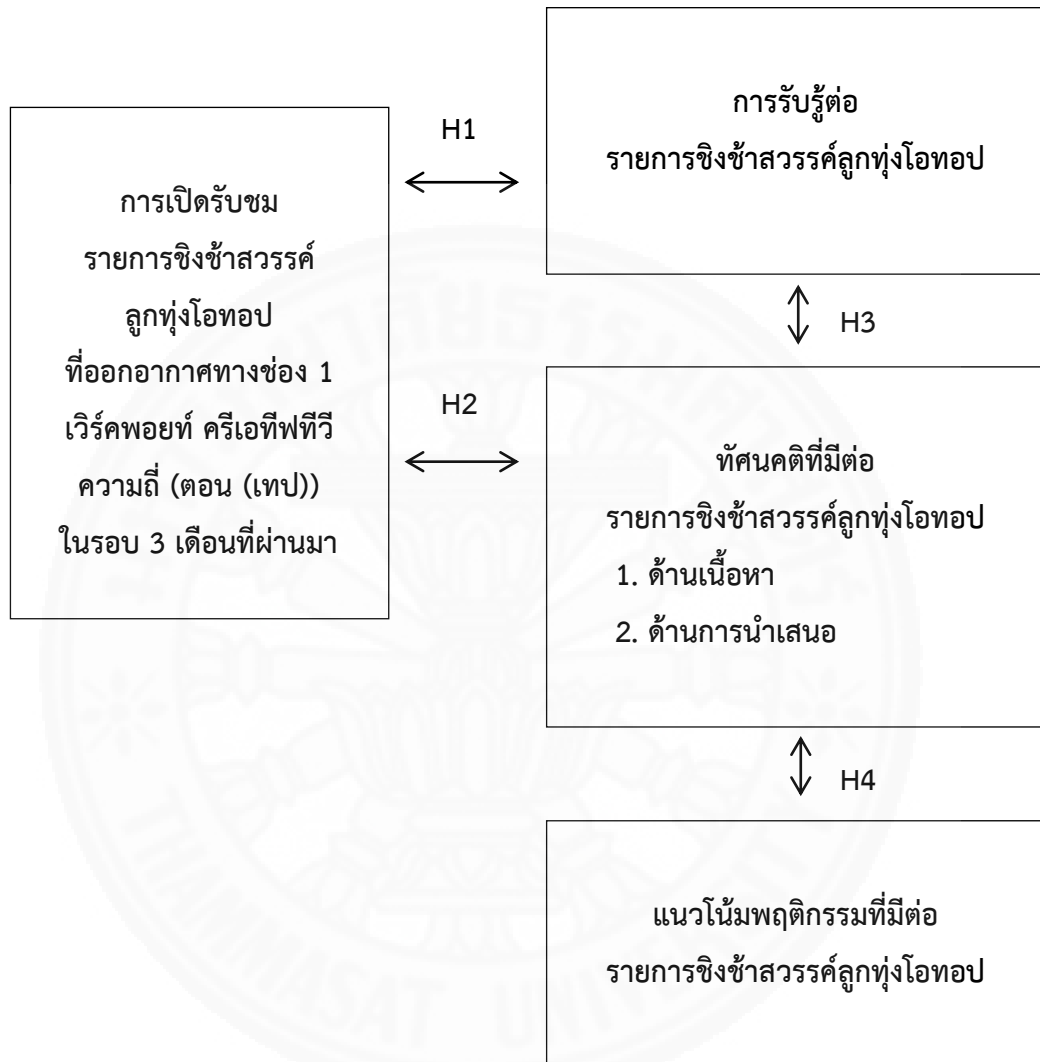 การรับรู้ต่อ
รายการชิงช้าสวรรค์ลูกทุ่งโอทอป
H1
การเปิดรับชม
รายการชิงช้าสวรรค์
ลูกทุ่งโอทอป
ที่ออกอากาศทางช่อง 1
เวิร์คพอยท์ ครีเอทีฟทีวี
ความถี่ (ตอน (เทป))
ในรอบ 3 เดือนที่ผ่านมา
H3
H2
ทัศนคติที่มีต่อ
รายการชิงช้าสวรรค์ลูกทุ่งโอทอป
1. ด้านเนื้อหา
2. ด้านการนำเสนอ
H4
แนวโน้มพฤติกรรมที่มีต่อ
รายการชิงช้าสวรรค์ลูกทุ่งโอทอป
THAMMASAT UNIVERSITY